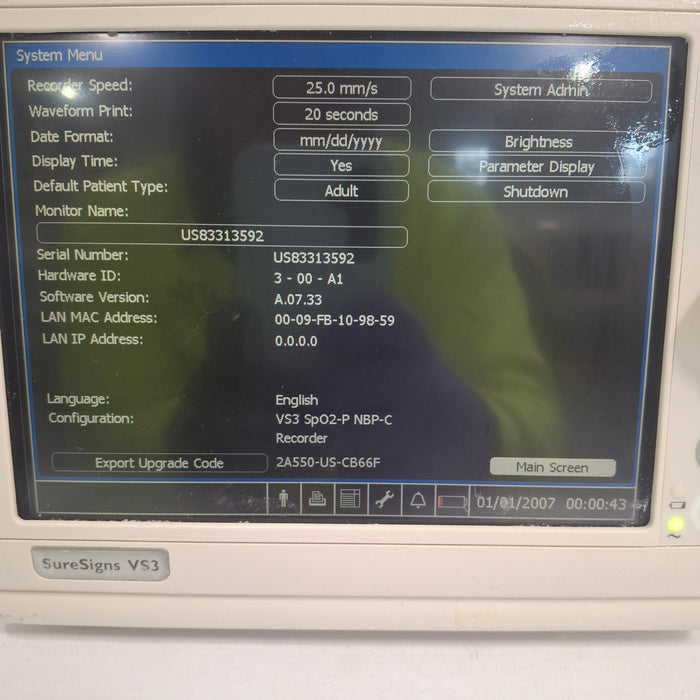 System Menu
Recorder Speed: 25.0 mm/s System Admin
Waveform Print: 20 seconds
Date Format: mm/dd/yyyy Brightness
Display Time: Yes Parameter Display
Default Patient Type: Adult Shutdown
Monitor Name:
US83313592
Serial Number: US83313592
Hardware ID: 3 - 00 - A1
Software Version: A.07.33
LAN MAC Address: 00-09-FB-10-98-59
LAN IP Address: 0.0.0.0
Language: English
Configuration: VS3 SpO2-P NBP-C
Recorder
Export Upgrade Code 2A550-US-CB66F Main Screen
01/01/2007 00:00:43
SureSigns VS3